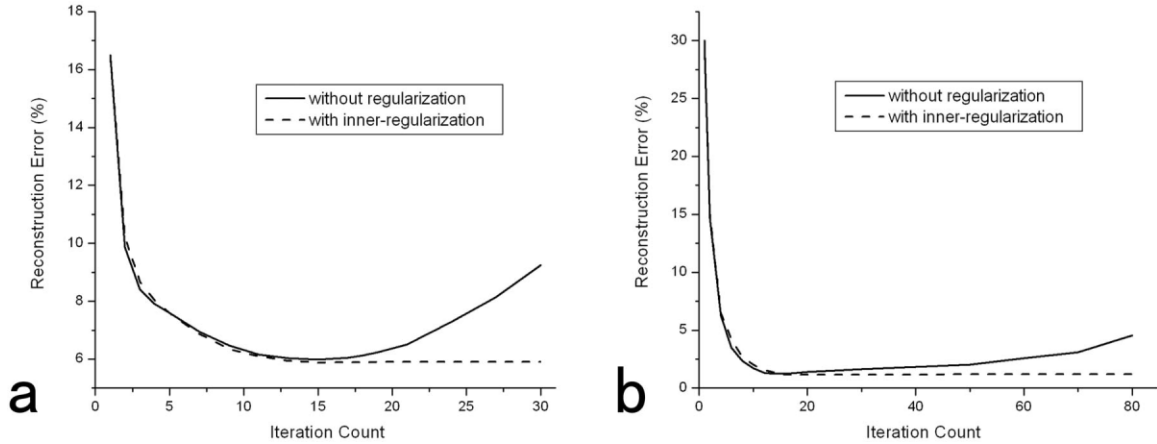 18
16
14
12
10
8
6
Reconstruction Error (%)
without regularization
with inner-regularization
0 5 10 15 20 25 30
Iteration Count
a
30
25
20
15
10
5
0
Reconstruction Error (%)
without regularization
with inner-regularization
0 20 40 60 80
Iteration Count
b